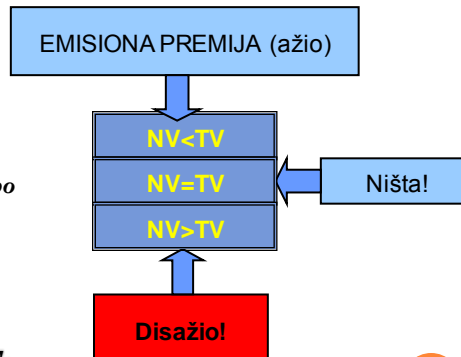 EMISIONA PREMIJA (ažio)
NV<TV
NV=TV
Ništa!
NV>TV
Disažio!